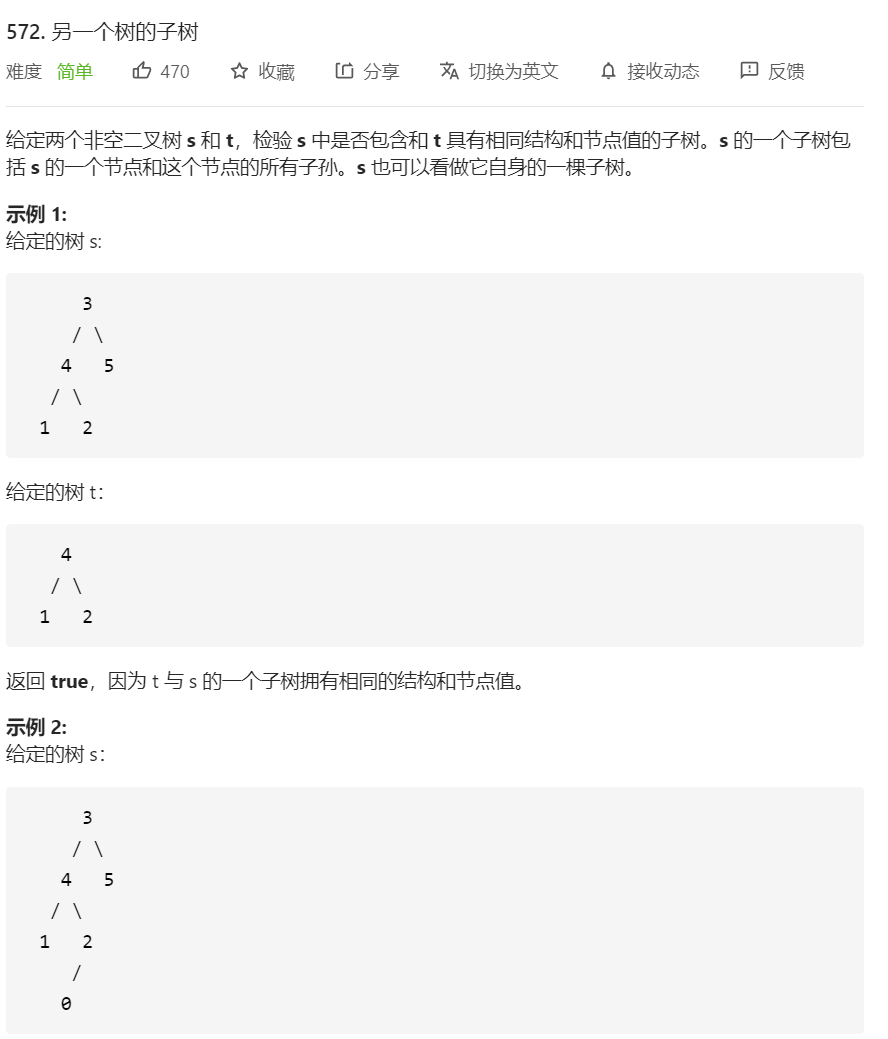 572. 另一个树的子树
难度 简单 470 收藏 分享 切换为英文 接收动态 反馈
给定两个非空二叉树 s 和 t，检验 s 中是否包含和 t 具有相同结构和节点值的子树。s 的一个子树包
括 s 的一个节点和这个节点的所有子孙。s 也可以看做它自身的一棵子树。
示例 1:
给定的树 s:
3
/ \
4 5
/ \
1 2
给定的树 t：
4
/ \
1 2
返回 true，因为 t 与 s 的一个子树拥有相同的结构和节点值。
示例 2:
给定的树 s：
3
/ \
4 5
/ \
1 2
/
0